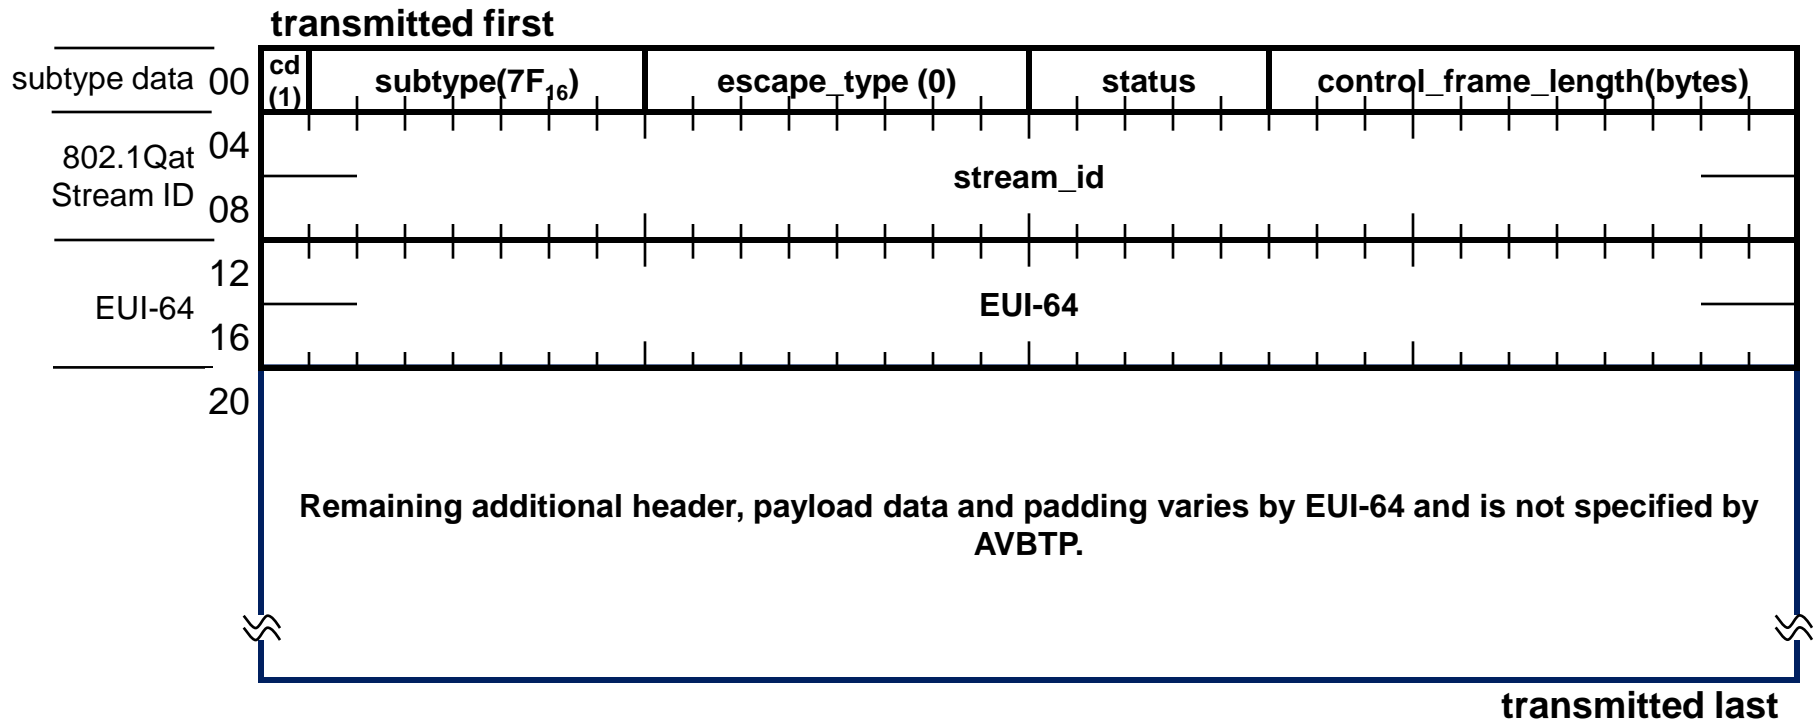 transmitted first
subtype data 00 cd (1) subtype(7F₁₆) escape_type (0) status control_frame_length(bytes)
04
802.1Qat
Stream ID
stream_id
08
12
EUI-64
EUI-64
16
20
Remaining additional header, payload data and padding varies by EUI-64 and is not specified by
AVBTP.
transmitted last